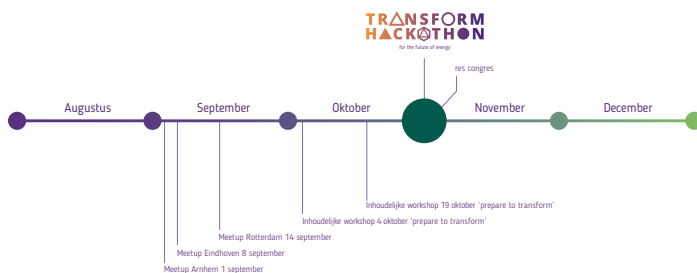 TRANSFORM
HACKOTHON
for the future of energy
res congres
Augustus
September
Oktober
November
December
Inhoudelijke workshop 19 oktober 'prepare to transform'
Inhoudelijke workshop 4 oktober 'prepare to transform'
Meetup Rotterdam 14 september
Meetup Eindhoven 8 september
Meetup Arnhem 1 september